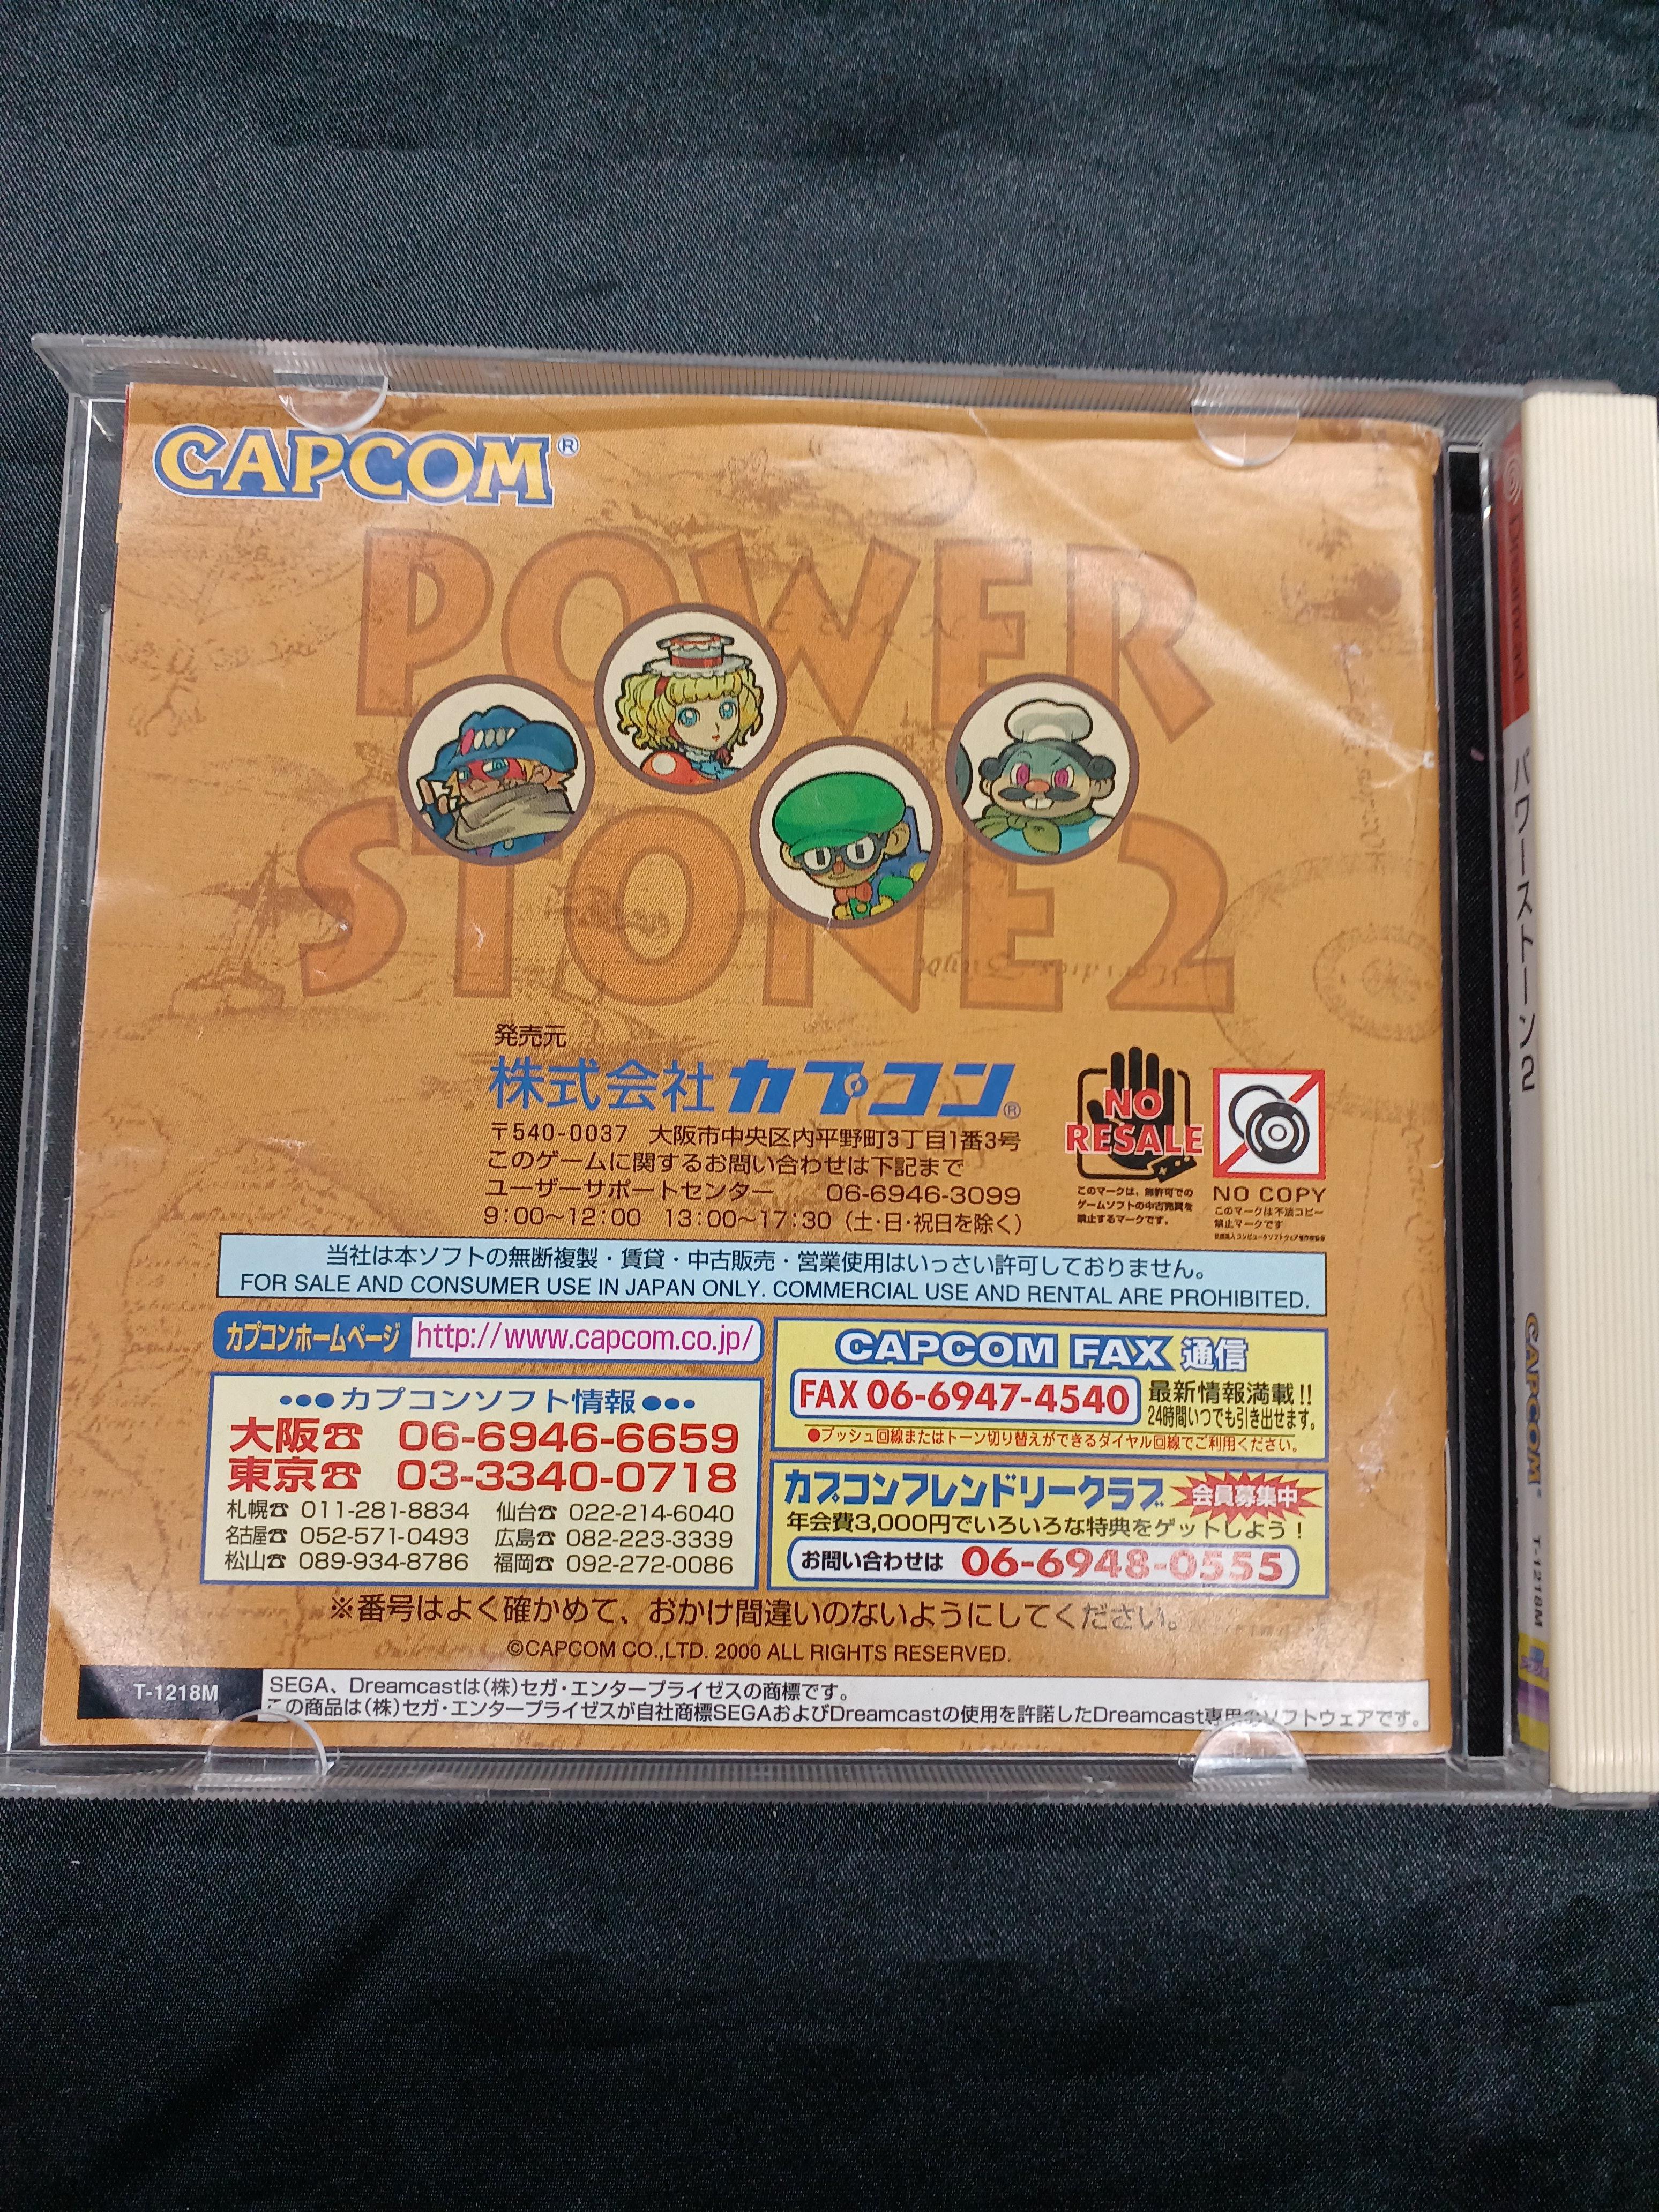 CAPCOM®
POWER
STONE2
発売元
株式会社カプコン®
〒540-0037 大阪市中央区内平野町3丁目1番3号
このゲームに関するお問い合わせは下記まで
ユーザーサポートセンター 06-6946-3099
9:00〜12:00 13:00〜17:30 (土・日・祝日を除く)
NO
RESALE
このマークは、無許可での
ゲームソフトの中古売買を
禁止するマークです。
NO COPY
このマークは不法コピー
禁止マークです
社団法人コンピュータソフトウェア著作権協会
当社は本ソフトの無断複製・賃貸・中古販売・営業使用はいっさい許可しておりません。
FOR SALE AND CONSUMER USE IN JAPAN ONLY. COMMERCIAL USE AND RENTAL ARE PROHIBITED.
カプコンホームページ http://www.capcom.co.jp/
●●●カプコンソフト情報●●●
大阪☎ 06-6946-6659
東京☎ 03-3340-0718
札幌☎ 011-281-8834 仙台☎ 022-214-6040
名古屋☎ 052-571-0493 広島☎ 082-223-3339
松山☎ 089-934-8786 福岡☎ 092-272-0086
CAPCOM FAX 通信
FAX 06-6947-4540 最新情報満載!!
24時間いつでも引き出せます。
●プッシュ回線またはトーン切り替えができるダイヤル回線でご利用ください。
カプコンフレンドリークラブ 会員募集中
年会費3,000円でいろいろな特典をゲットしよう!
お問い合わせは 06-6948-0555
※番号はよく確かめて、おかけ間違いのないようにしてください。
©CAPCOM CO.,LTD. 2000 ALL RIGHTS RESERVED.
T-1218M
SEGA、Dreamcastは(株)セガ・エンタープライゼスの商標です。
この商品は(株)セガ・エンタープライゼスが自社商標SEGAおよびDreamcastの使用を許諾したDreamcast専用のソフトウェアです。
Dreamcast
パワーストーン2
CAPCOM
T-1218M